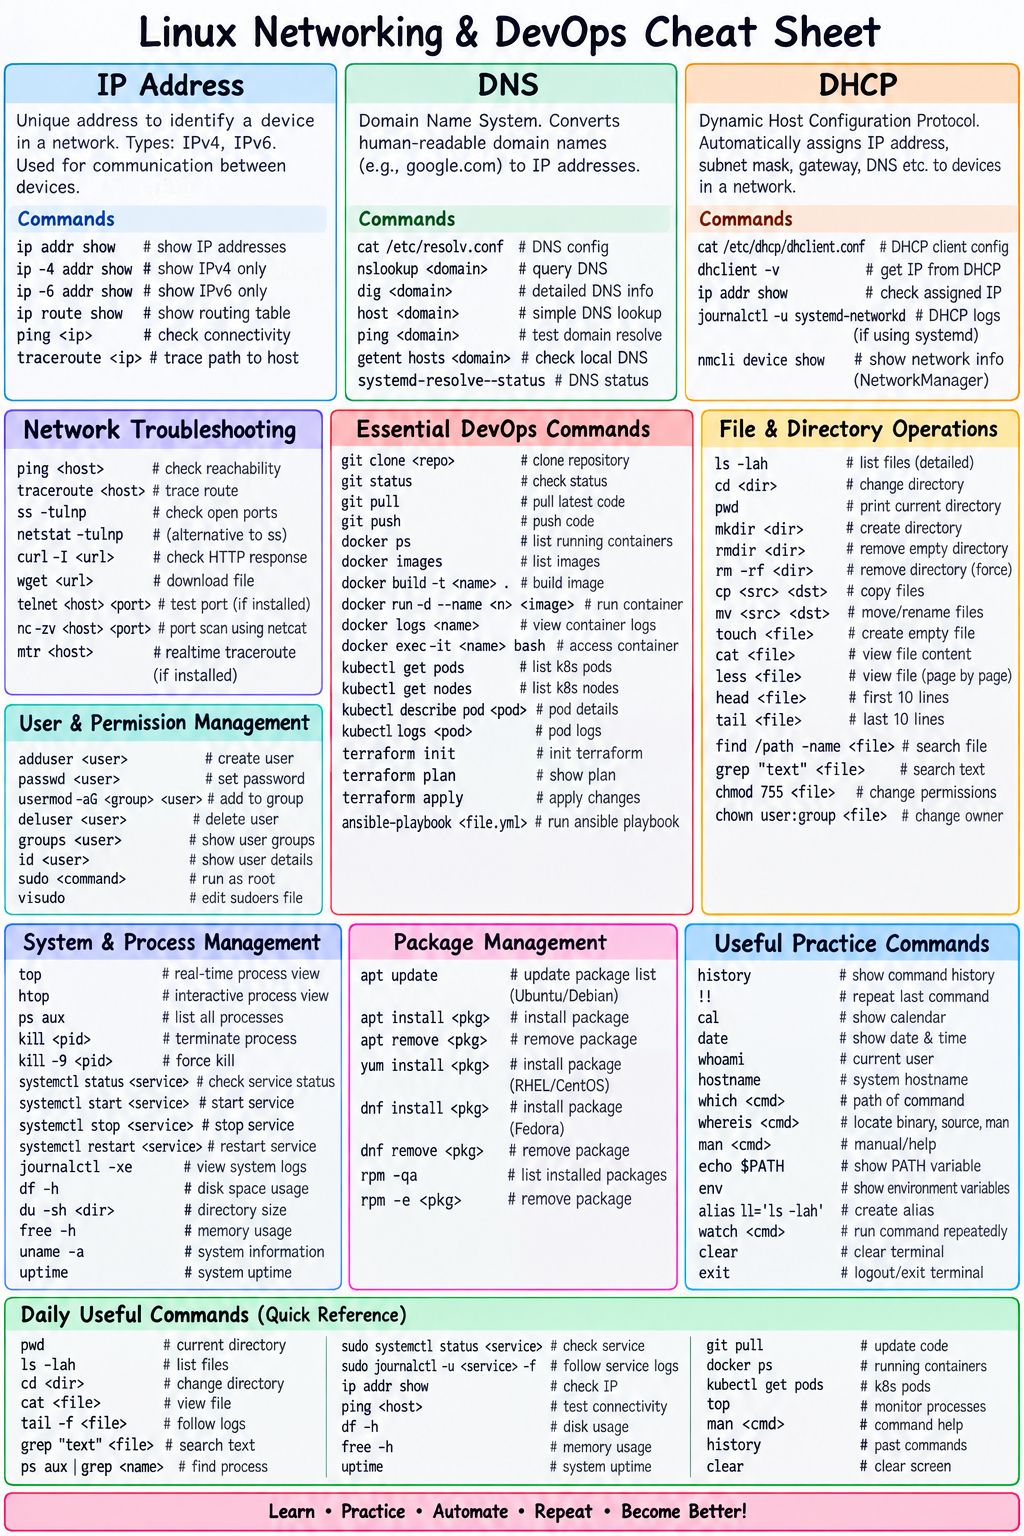 Linux Networking & DevOps Cheat Sheet
IP Address
Unique address to identify a device
in a network. Types: IPv4, IPv6.
Used for communication between
devices.
Commands
ip addr show # show IP addresses
ip -4 addr show # show IPv4 only
ip -6 addr show # show IPv6 only
ip route show # show routing table
ping <ip> # check connectivity
traceroute <ip> # trace path to host
DNS
Domain Name System. Converts
human-readable domain names
(e.g., google.com) to IP addresses.
Commands
cat /etc/resolv.conf # DNS config
nslookup <domain> # query DNS
dig <domain> # detailed DNS info
host <domain> # simple DNS lookup
ping <domain> # test domain resolve
getent hosts <domain> # check local DNS
systemd-resolve--status # DNS status
DHCP
Dynamic Host Configuration Protocol.
Automatically assigns IP address,
subnet mask, gateway, DNS etc. to devices
in a network.
Commands
cat /etc/dhcp/dhclient.conf # DHCP client config
dhclient -v # get IP from DHCP
ip addr show # check assigned IP
journalctl -u systemd-networkd # DHCP logs
(if using systemd)
nmcli device show # show network info
(NetworkManager)
Network Troubleshooting
ping <host> # check reachability
traceroute <host> # trace route
ss -tulnp # check open ports
netstat -tulnp # (alternative to ss)
curl -I <url> # check HTTP response
wget <url> # download file
telnet <host> <port> # test port (if installed)
nc -zv <host> <port> # port scan using netcat
mtr <host> # realtime traceroute
(if installed)
Essential DevOps Commands
git clone <repo> # clone repository
git status # check status
git pull # pull latest code
git push # push code
docker ps # list running containers
docker images # list images
docker build -t <name> . # build image
docker run -d --name <n> <image> # run container
docker logs <name> # view container logs
docker exec -it <name> bash # access container
kubectl get pods # list k8s pods
kubectl get nodes # list k8s nodes
kubectl describe pod <pod> # pod details
kubectl logs <pod> # pod logs
terraform init # init terraform
terraform plan # show plan
terraform apply # apply changes
ansible-playbook <file.yml> # run ansible playbook
File & Directory Operations
ls -lah # list files (detailed)
cd <dir> # change directory
pwd # print current directory
mkdir <dir> # create directory
rmdir <dir> # remove empty directory
rm -rf <dir> # remove directory (force)
cp <src> <dst> # copy files
mv <src> <dst> # move/rename files
touch <file> # create empty file
cat <file> # view file content
less <file> # view file (page by page)
head <file> # first 10 lines
tail <file> # last 10 lines
find /path -name <file> # search file
grep "text" <file> # search text
chmod 755 <file> # change permissions
chown user:group <file> # change owner
User & Permission Management
adduser <user> # create user
passwd <user> # set password
usermod -aG <group> <user> # add to group
deluser <user> # delete user
groups <user> # show user groups
id <user> # show user details
sudo <command> # run as root
visudo # edit sudoers file
System & Process Management
top # real-time process view
htop # interactive process view
ps aux # list all processes
kill <pid> # terminate process
kill -9 <pid> # force kill
systemctl status <service> # check service status
systemctl start <service> # start service
systemctl stop <service> # stop service
systemctl restart <service> # restart service
journalctl -xe # view system logs
df -h # disk space usage
du -sh <dir> # directory size
free -h # memory usage
uname -a # system information
uptime # system uptime
Package Management
apt update # update package list
(Ubuntu/Debian)
apt install <pkg> # install package
apt remove <pkg> # remove package
yum install <pkg> # install package
(RHEL/CentOS)
dnf install <pkg> # install package
(Fedora)
dnf remove <pkg> # remove package
rpm -qa # list installed packages
rpm -e <pkg> # remove package
Useful Practice Commands
history # show command history
!! # repeat last command
cal # show calendar
date # show date & time
whoami # current user
hostname # system hostname
which <cmd> # path of command
whereis <cmd> # locate binary, source, man
man <cmd> # manual/help
echo $PATH # show PATH variable
env # show environment variables
alias ll='ls -lah' # create alias
watch <cmd> # run command repeatedly
clear # clear terminal
exit # logout/exit terminal
Daily Useful Commands (Quick Reference)
pwd # current directory
ls -lah # list files
cd <dir> # change directory
cat <file> # view file
tail -f <file> # follow logs
grep "text" <file> # search text
ps aux | grep <name> # find process
sudo systemctl status <service> # check service
sudo journalctl -u <service> -f # follow service logs
ip addr show # check IP
ping <host> # test connectivity
df -h # disk usage
free -h # memory usage
uptime # system uptime
git pull # update code
docker ps # running containers
kubectl get pods # k8s pods
top # monitor processes
man <cmd> # command help
history # past commands
clear # clear screen
Learn • Practice • Automate • Repeat • Become Better!